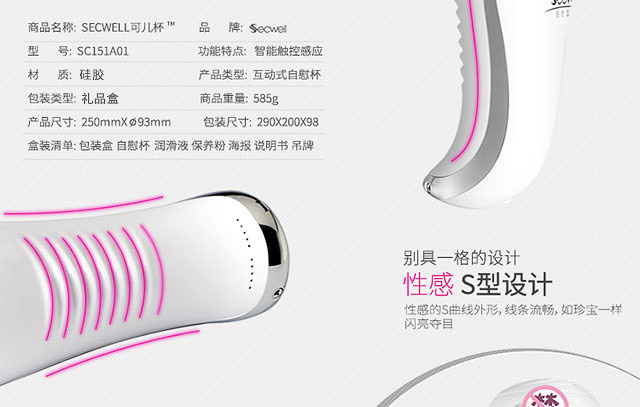 商品名称: SECWELL可儿杯™ 品 牌: Secwell
型 号: SC151A01 功能特点: 智能触控感应
材 质: 硅胶 产品类型: 互动式自慰杯
包装类型: 礼品盒 商品重量: 585g
产品尺寸: 250mmXØ93mm 包装尺寸: 290X200X98
盒装清单: 包装盒 自慰杯 润滑液 保养粉 海报 说明书 吊牌
别具一格的设计
性感 S型设计
性感的S曲线外形, 线条流畅, 如珍宝一样
闪亮夺目